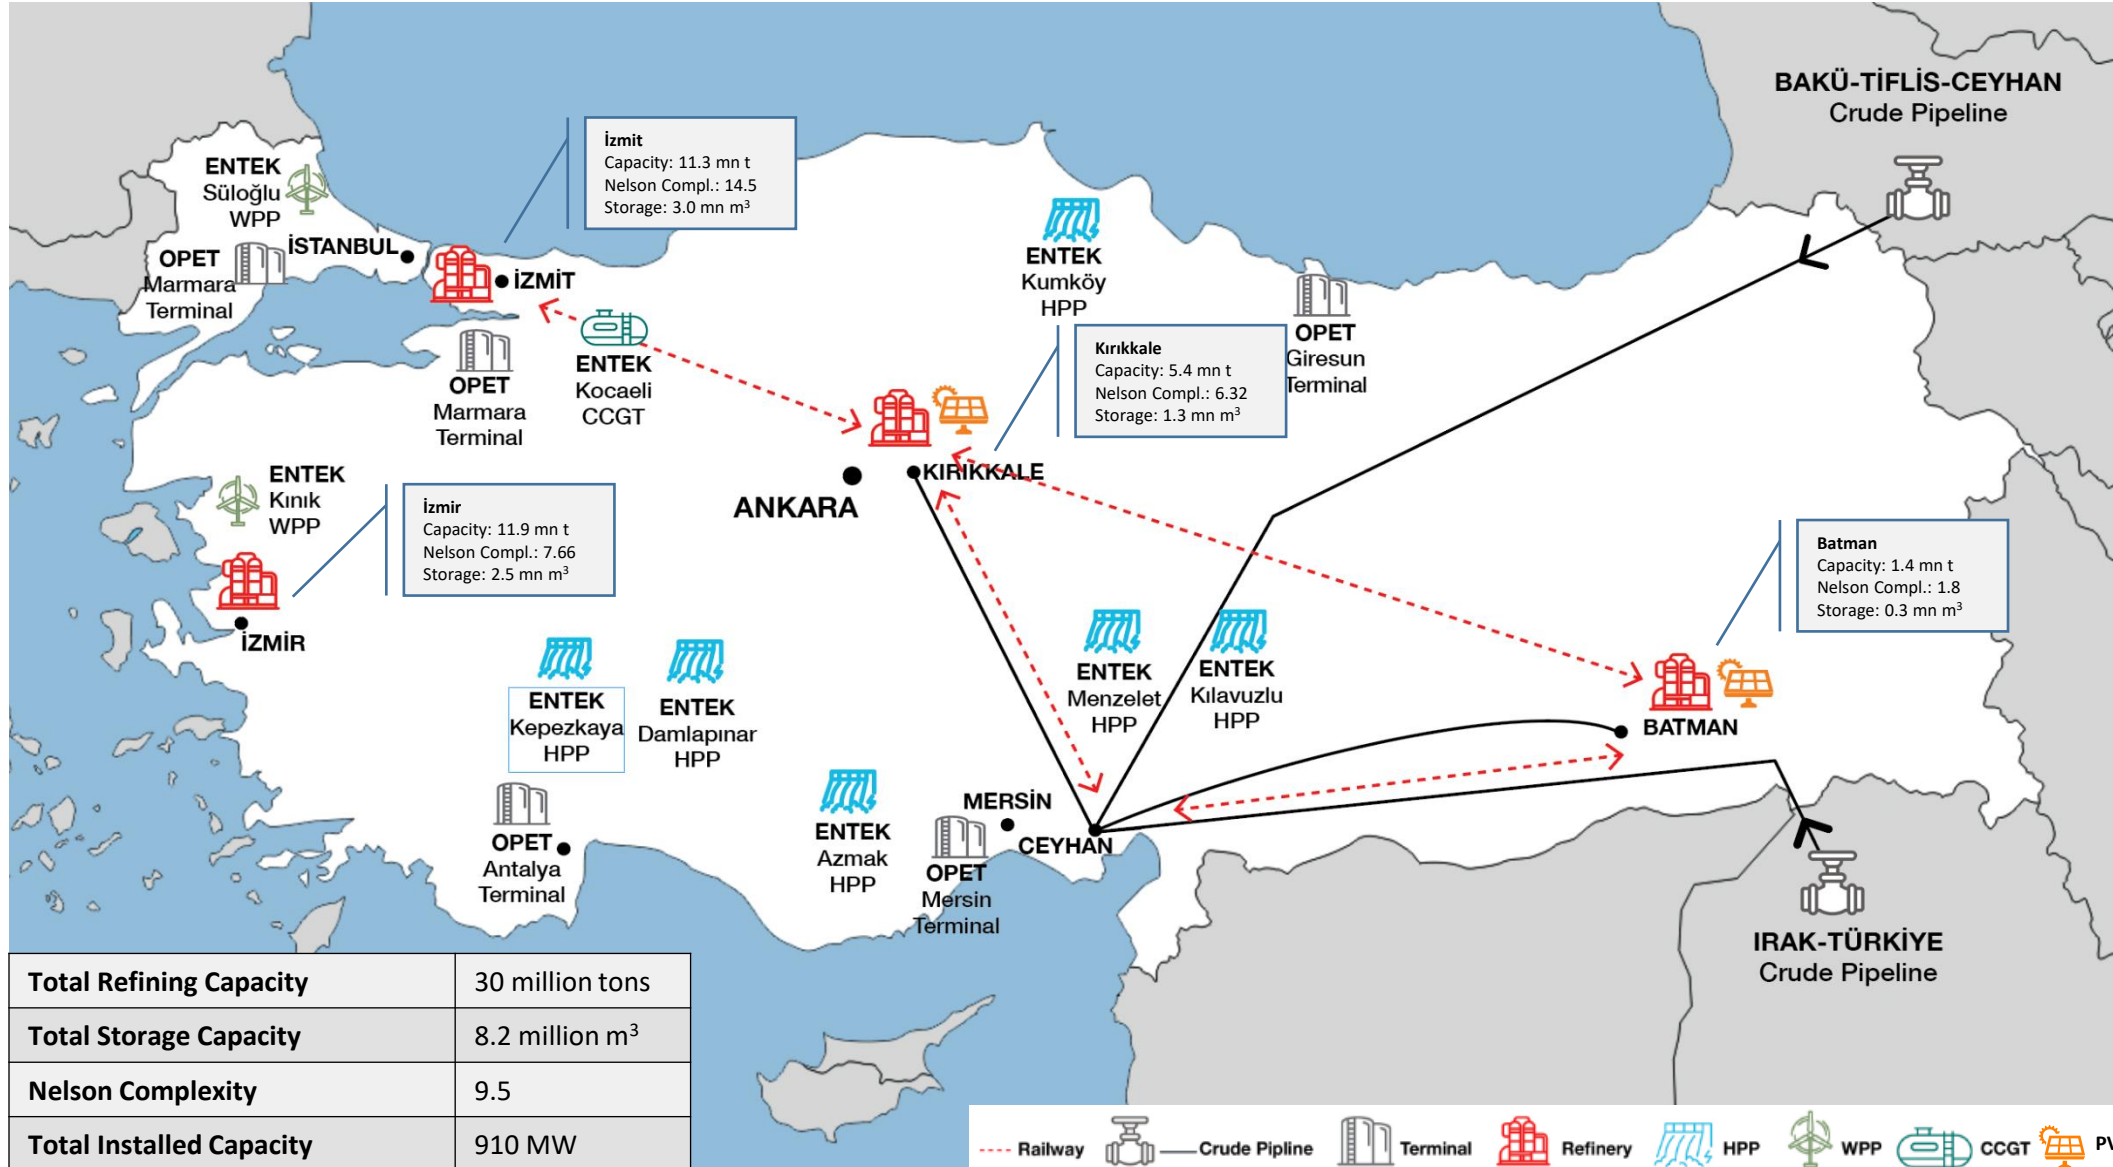 BAKÜ-TİFLİS-CEYHAN
Crude Pipeline
İzmit
Capacity: 11.3 mn t
Nelson Compl.: 14.5
Storage: 3.0 mn m³
ENTEK
Süloğlu
WPP
İSTANBUL
OPET
Marmara
Terminal
İZMİT
ENTEK
Kumköy
HPP
OPET
Giresun
Terminal
OPET
Marmara
Terminal
ENTEK
Kocaeli
CCGT
Kırıkkale
Capacity: 5.4 mn t
Nelson Compl.: 6.32
Storage: 1.3 mn m³
KIRIKKALE
ANKARA
ENTEK
Kınık
WPP
İzmir
Capacity: 11.9 mn t
Nelson Compl.: 7.66
Storage: 2.5 mn m³
İZMİR
Batman
Capacity: 1.4 mn t
Nelson Compl.: 1.8
Storage: 0.3 mn m³
BATMAN
ENTEK
Menzelet
HPP
ENTEK
Kılavuzlu
HPP
ENTEK
Kepezkaya
HPP
ENTEK
Damlapınar
HPP
OPET
Antalya
Terminal
ENTEK
Azmak
HPP
MERSİN
CEYHAN
OPET
Mersin
Terminal
IRAK-TÜRKİYE
Crude Pipeline
Total Refining Capacity 30 million tons
Total Storage Capacity 8.2 million m³
Nelson Complexity 9.5
Total Installed Capacity 910 MW
Railway Crude Pipline Terminal Refinery HPP WPP CCGT